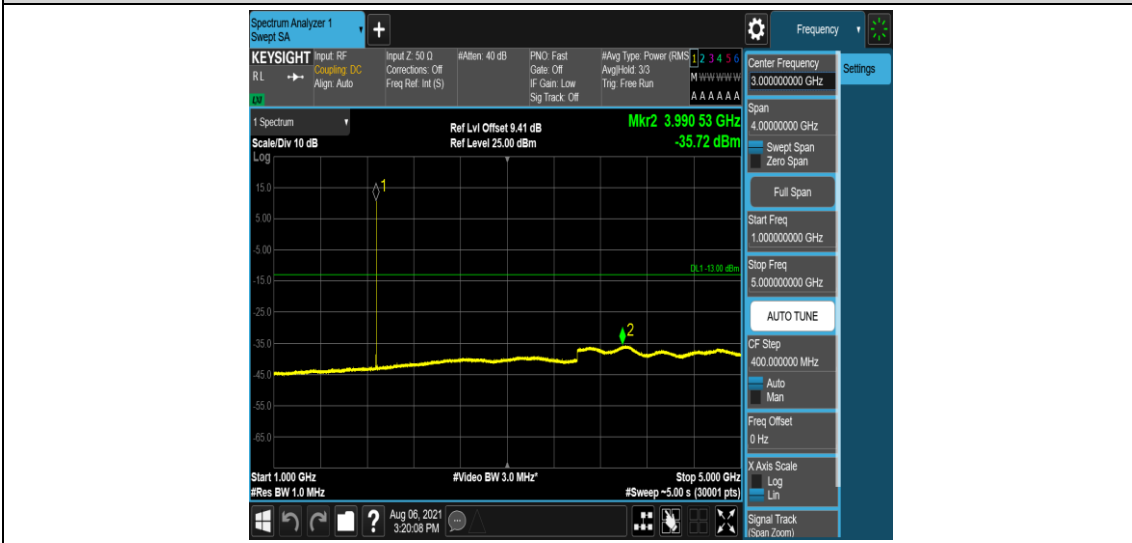 Spectrum Analyzer 1
Swept SA
+
Frequency
KEYSIGHT
Input: RF
Coupling: DC
Align: Auto
Input Z: 50 Ω
Corrections: Off
Freq Ref: Int (S)
#Atten: 40 dB
PNO: Fast
Gate: Off
IF Gain: Low
Sig Track: Off
#Avg Type: Power (RMS
Avg|Hold: 3/3
Trig: Free Run
1 2 3 4 5 6
M W W W W W
A A A A A A
R L
LXI
1 Spectrum
Scale/Div 10 dB
Log
Ref Lvl Offset 9.41 dB
Ref Level 25.00 dBm
Mkr2 3.990 53 GHz
-35.72 dBm
15.0
5.00
-5.00
-15.0
-25.0
-35.0
-45.0
-55.0
-65.0
1
2
DL1 -13.00 dBm
Start 1.000 GHz
#Res BW 1.0 MHz
#Video BW 3.0 MHz*
Stop 5.000 GHz
#Sweep ~5.00 s (30001 pts)
?
Aug 06, 2021
3:20:08 PM
Center Frequency
3.000000000 GHz
Settings
Span
4.00000000 GHz
Swept Span
Zero Span
Full Span
Start Freq
1.000000000 GHz
Stop Freq
5.000000000 GHz
AUTO TUNE
CF Step
400.000000 MHz
Auto
Man
Freq Offset
0 Hz
X Axis Scale
Log
Lin
Signal Track
(Span Zoom)